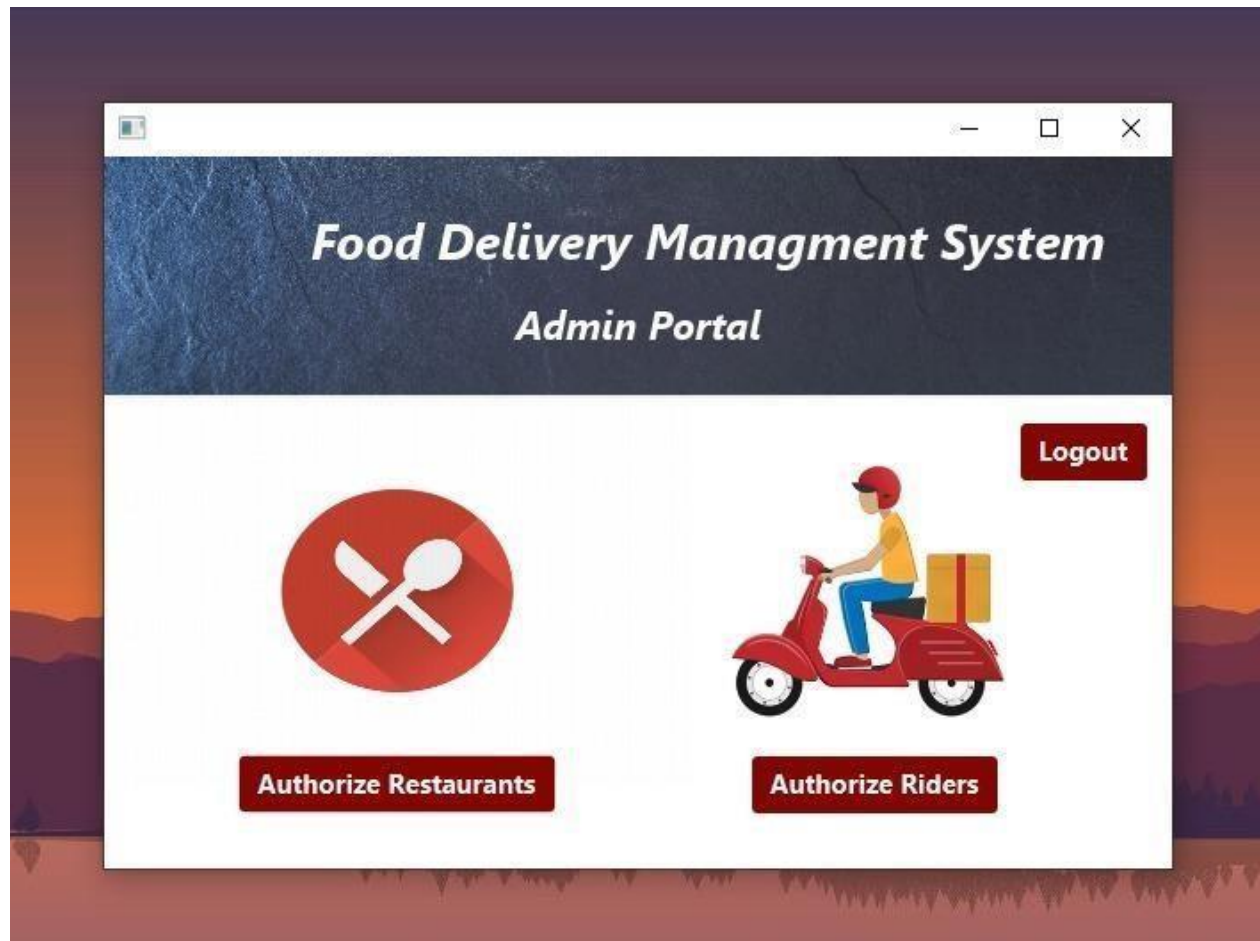 Food Delivery Managment System
Admin Portal
Logout
Authorize Restaurants
Authorize Riders